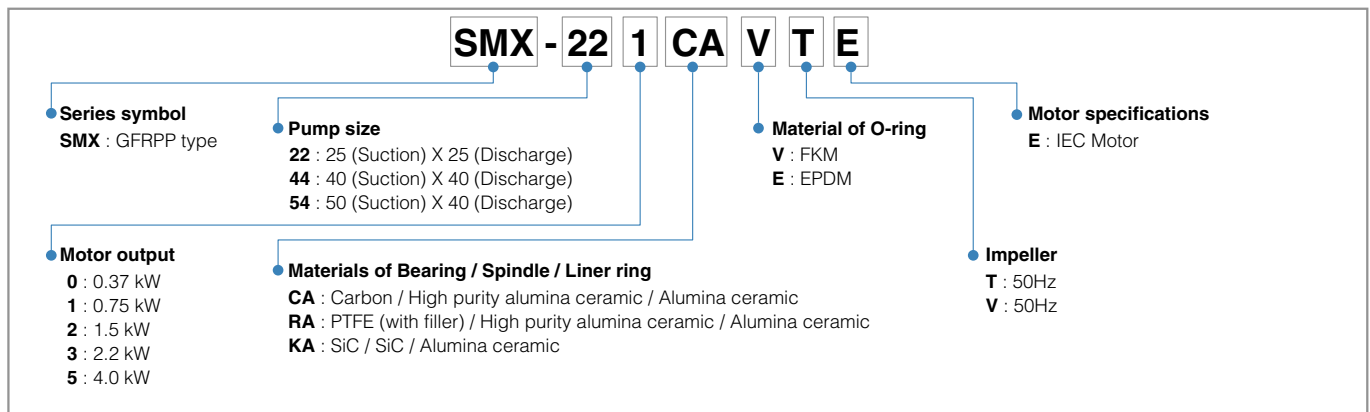 SMX - 22 1 CA V T E
Series symbol
SMX : GFRPP type
Pump size
22 : 25 (Suction) X 25 (Discharge)
44 : 40 (Suction) X 40 (Discharge)
54 : 50 (Suction) X 40 (Discharge)
Material of O-ring
V : FKM
E : EPDM
Motor specifications
E : IEC Motor
Motor output
0 : 0.37 kW
1 : 0.75 kW
2 : 1.5 kW
3 : 2.2 kW
5 : 4.0 kW
Materials of Bearing / Spindle / Liner ring
CA : Carbon / High purity alumina ceramic / Alumina ceramic
RA : PTFE (with filler) / High purity alumina ceramic / Alumina ceramic
KA : SiC / SiC / Alumina ceramic
Impeller
T : 50Hz
V : 50Hz